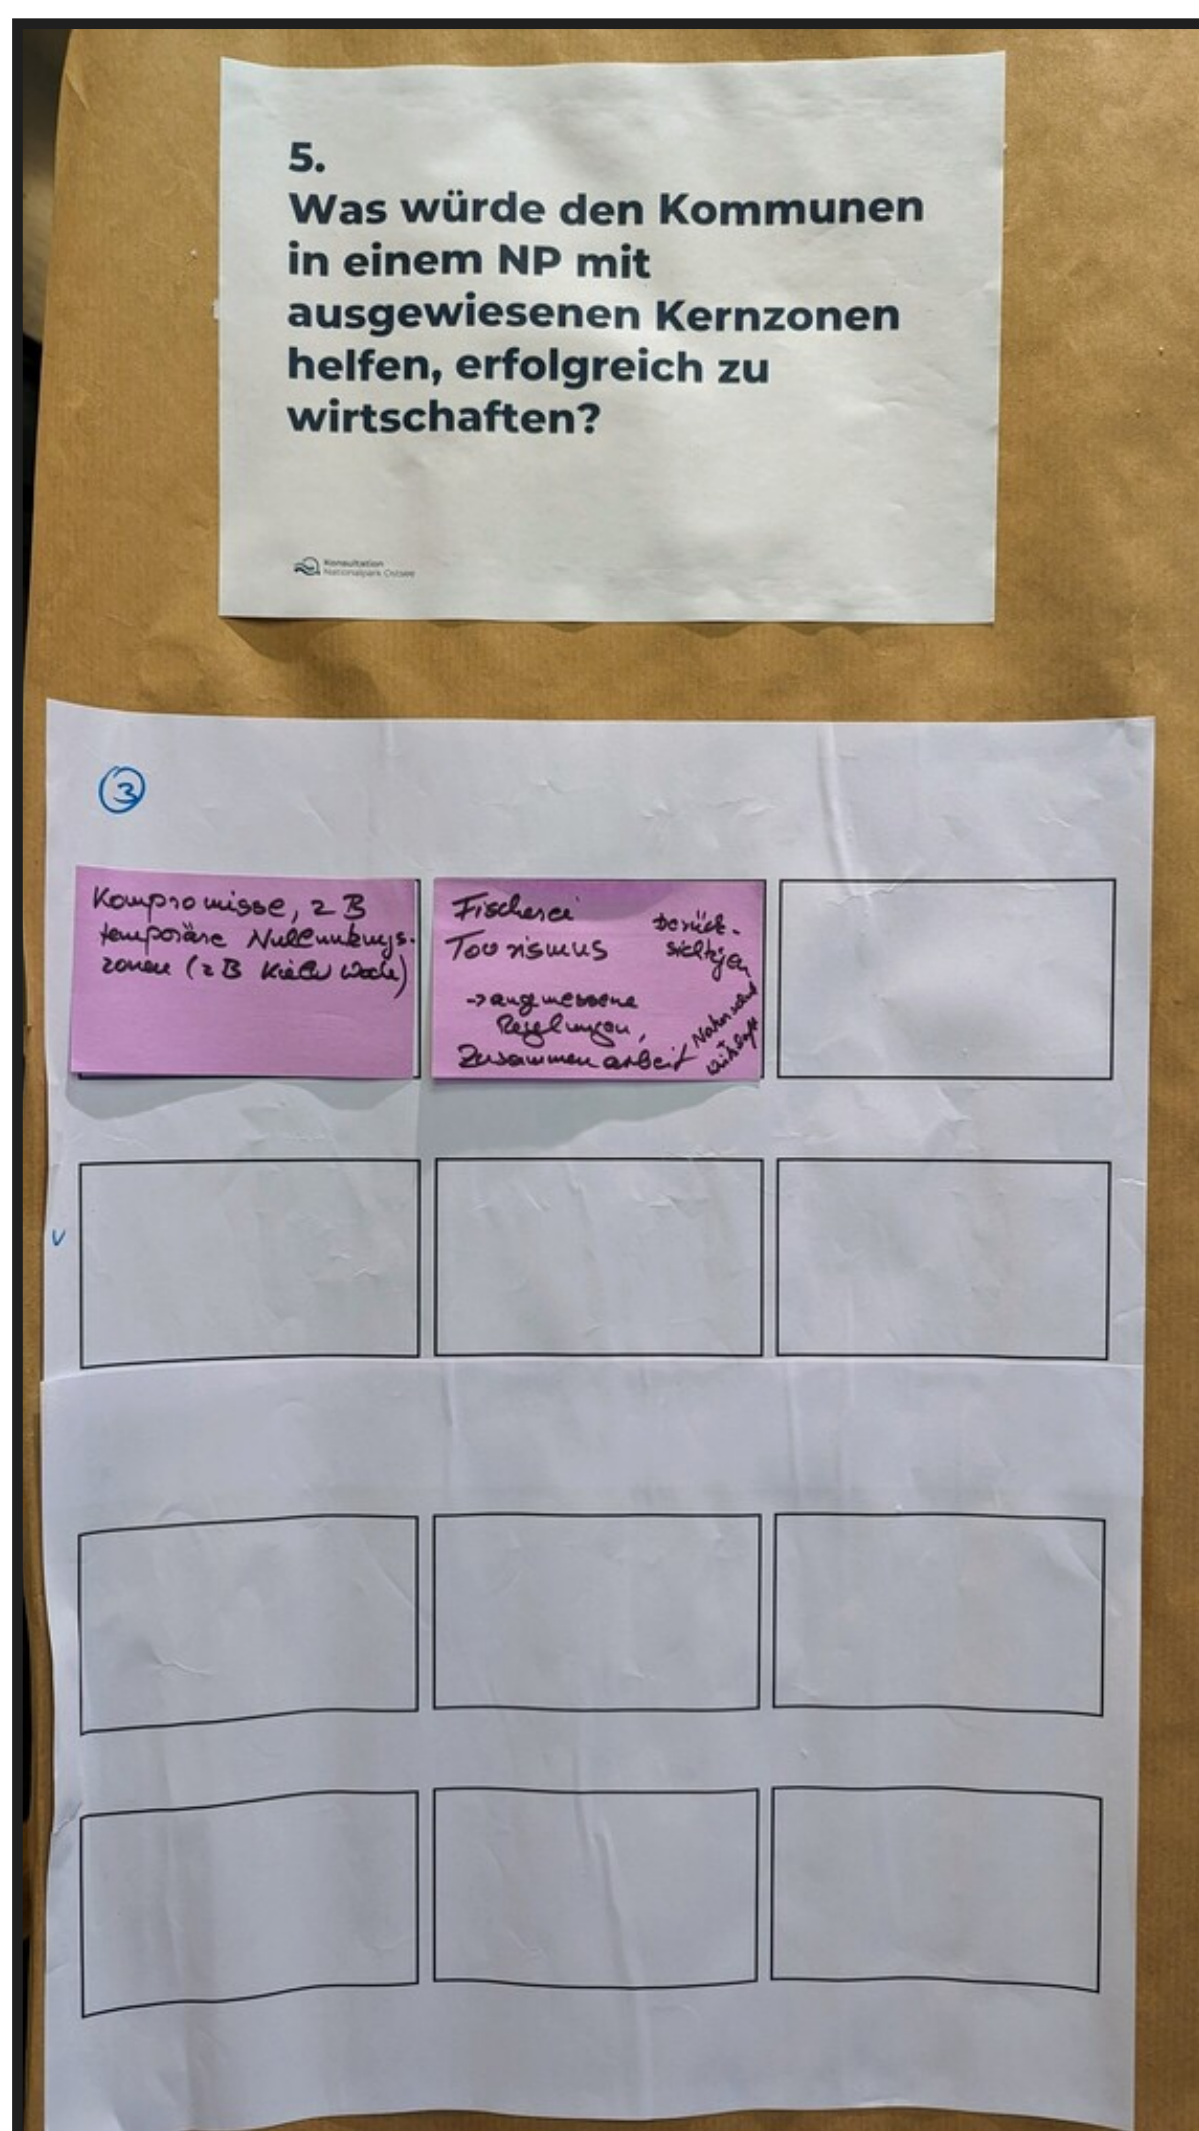 5.
Was würde den Kommunen
in einem NP mit
ausgewiesenen Kernzonen
helfen, erfolgreich zu
wirtschaften?
Konsultation
Nationalpark Ostsee
3
Kompromisse, z B
temporäre Nullnutzungs-
zonen (z B Kieler Woche)
Fischerei
Tourismus
berück-
sichtigen
-> angemessene
Regelungen,
Zusammenarbeit
Naturschutz
+
Wirtschaft
v